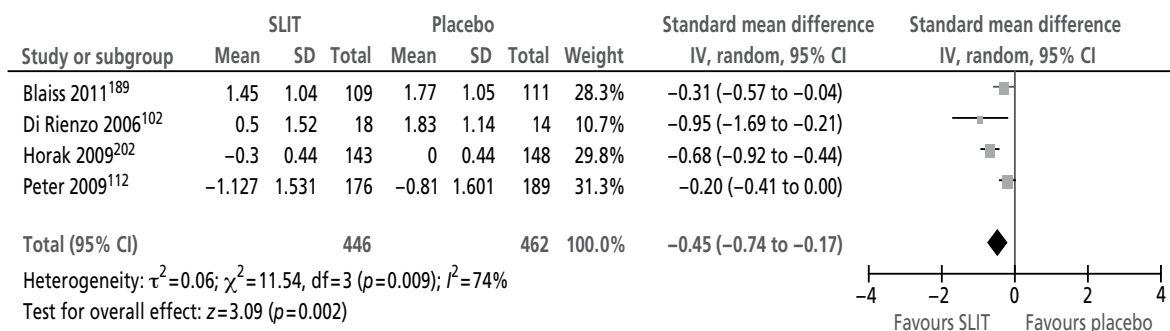 SLIT Placebo Standard mean difference Standard mean difference
Study or subgroup Mean SD Total Mean SD Total Weight IV, random, 95% CI IV, random, 95% CI
Blaiss 2011¹⁸⁹ 1.45 1.04 109 1.77 1.05 111 28.3% −0.31 (−0.57 to −0.04)
Di Rienzo 2006¹⁰² 0.5 1.52 18 1.83 1.14 14 10.7% −0.95 (−1.69 to −0.21)
Horak 2009²⁰² −0.3 0.44 143 0 0.44 148 29.8% −0.68 (−0.92 to −0.44)
Peter 2009¹¹² −1.127 1.531 176 −0.81 1.601 189 31.3% −0.20 (−0.41 to 0.00)
Total (95% CI) 446 462 100.0% −0.45 (−0.74 to −0.17)
Heterogeneity: τ²=0.06; χ²=11.54, df=3 (p=0.009); I²=74%
Test for overall effect: z=3.09 (p=0.002)
−4 −2 0 2 4
Favours SLIT Favours placebo